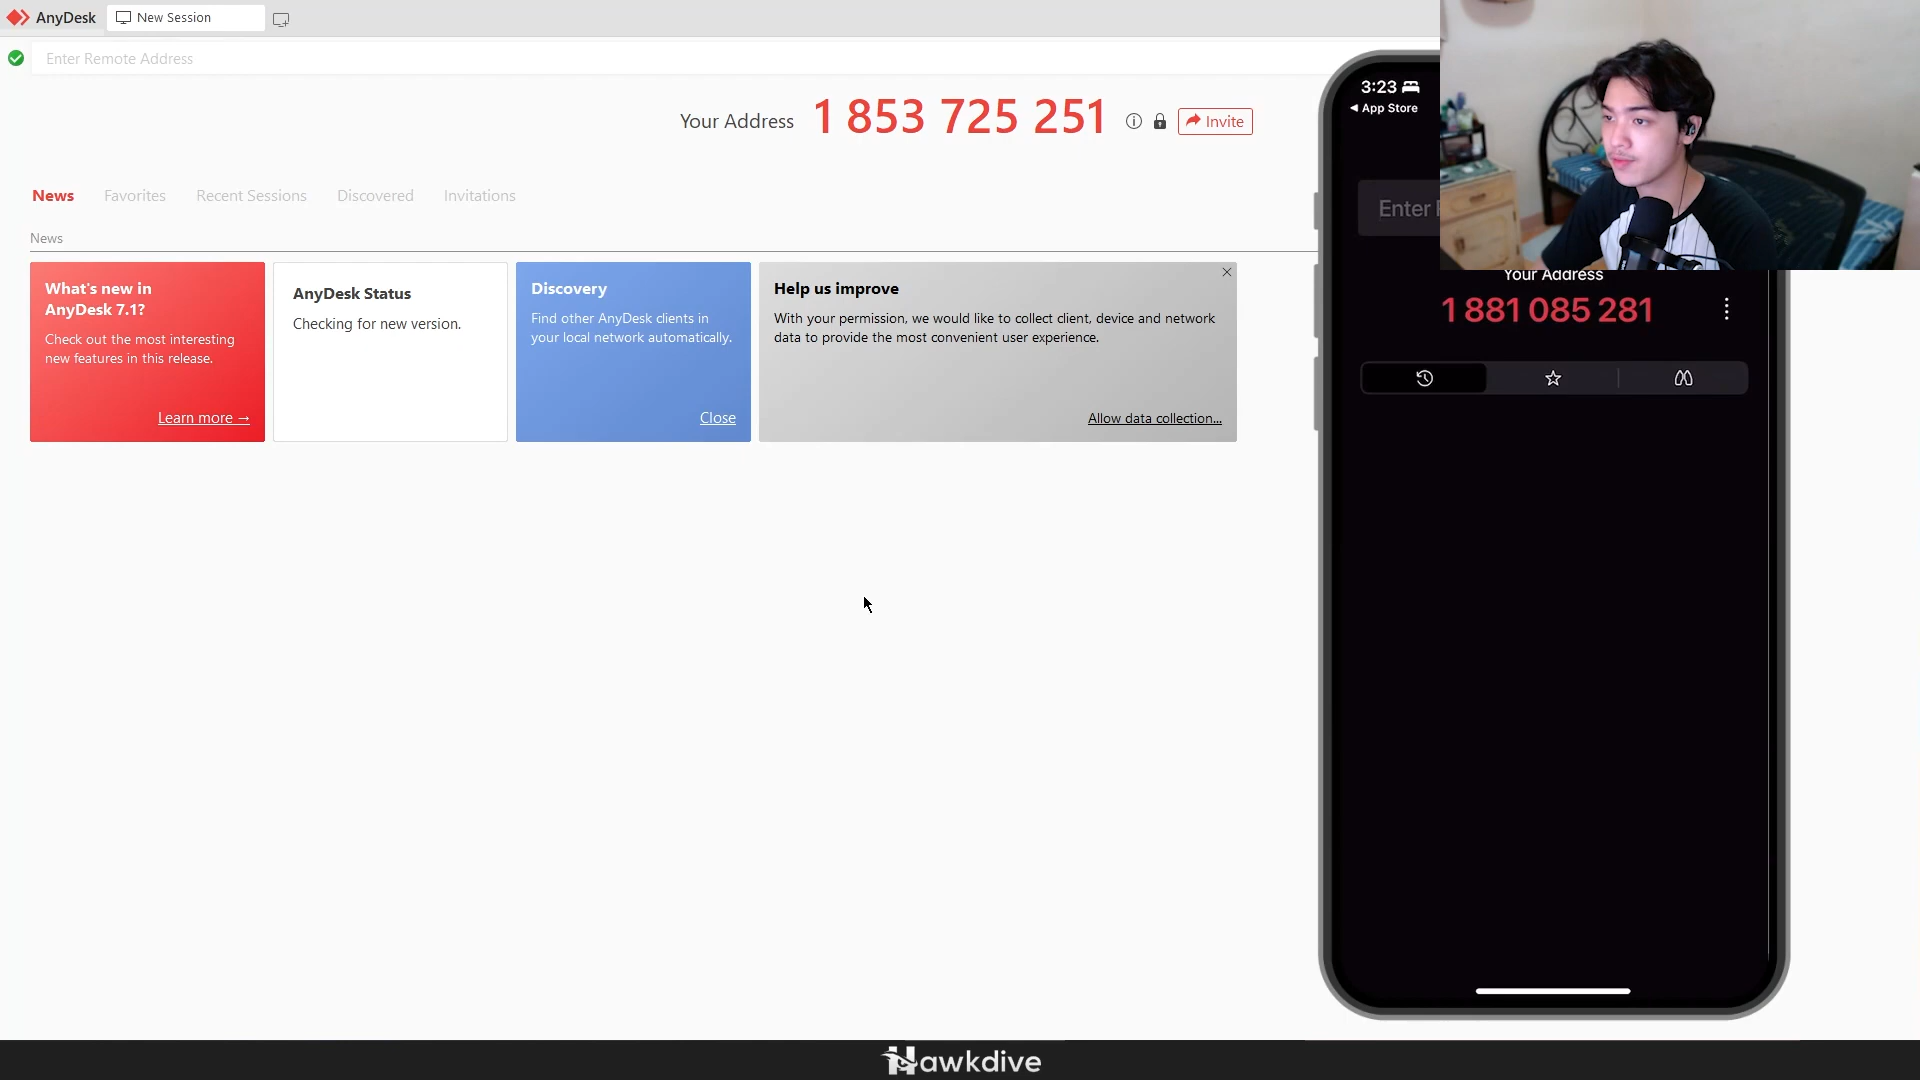 AnyDesk
New Session
Enter Remote Address
Your Address 1 853 725 251 Invite
News Favorites Recent Sessions Discovered Invitations
News
What's new in
AnyDesk 7.1?
Check out the most interesting
new features in this release.
Learn more →
AnyDesk Status
Checking for new version.
Discovery
Find other AnyDesk clients in
your local network automatically.
Close
Help us improve
With your permission, we would like to collect client, device and network
data to provide the most convenient user experience.
Allow data collection...
3:23
App Store
Enter
Your Address
1 881 085 281
Hawkdive